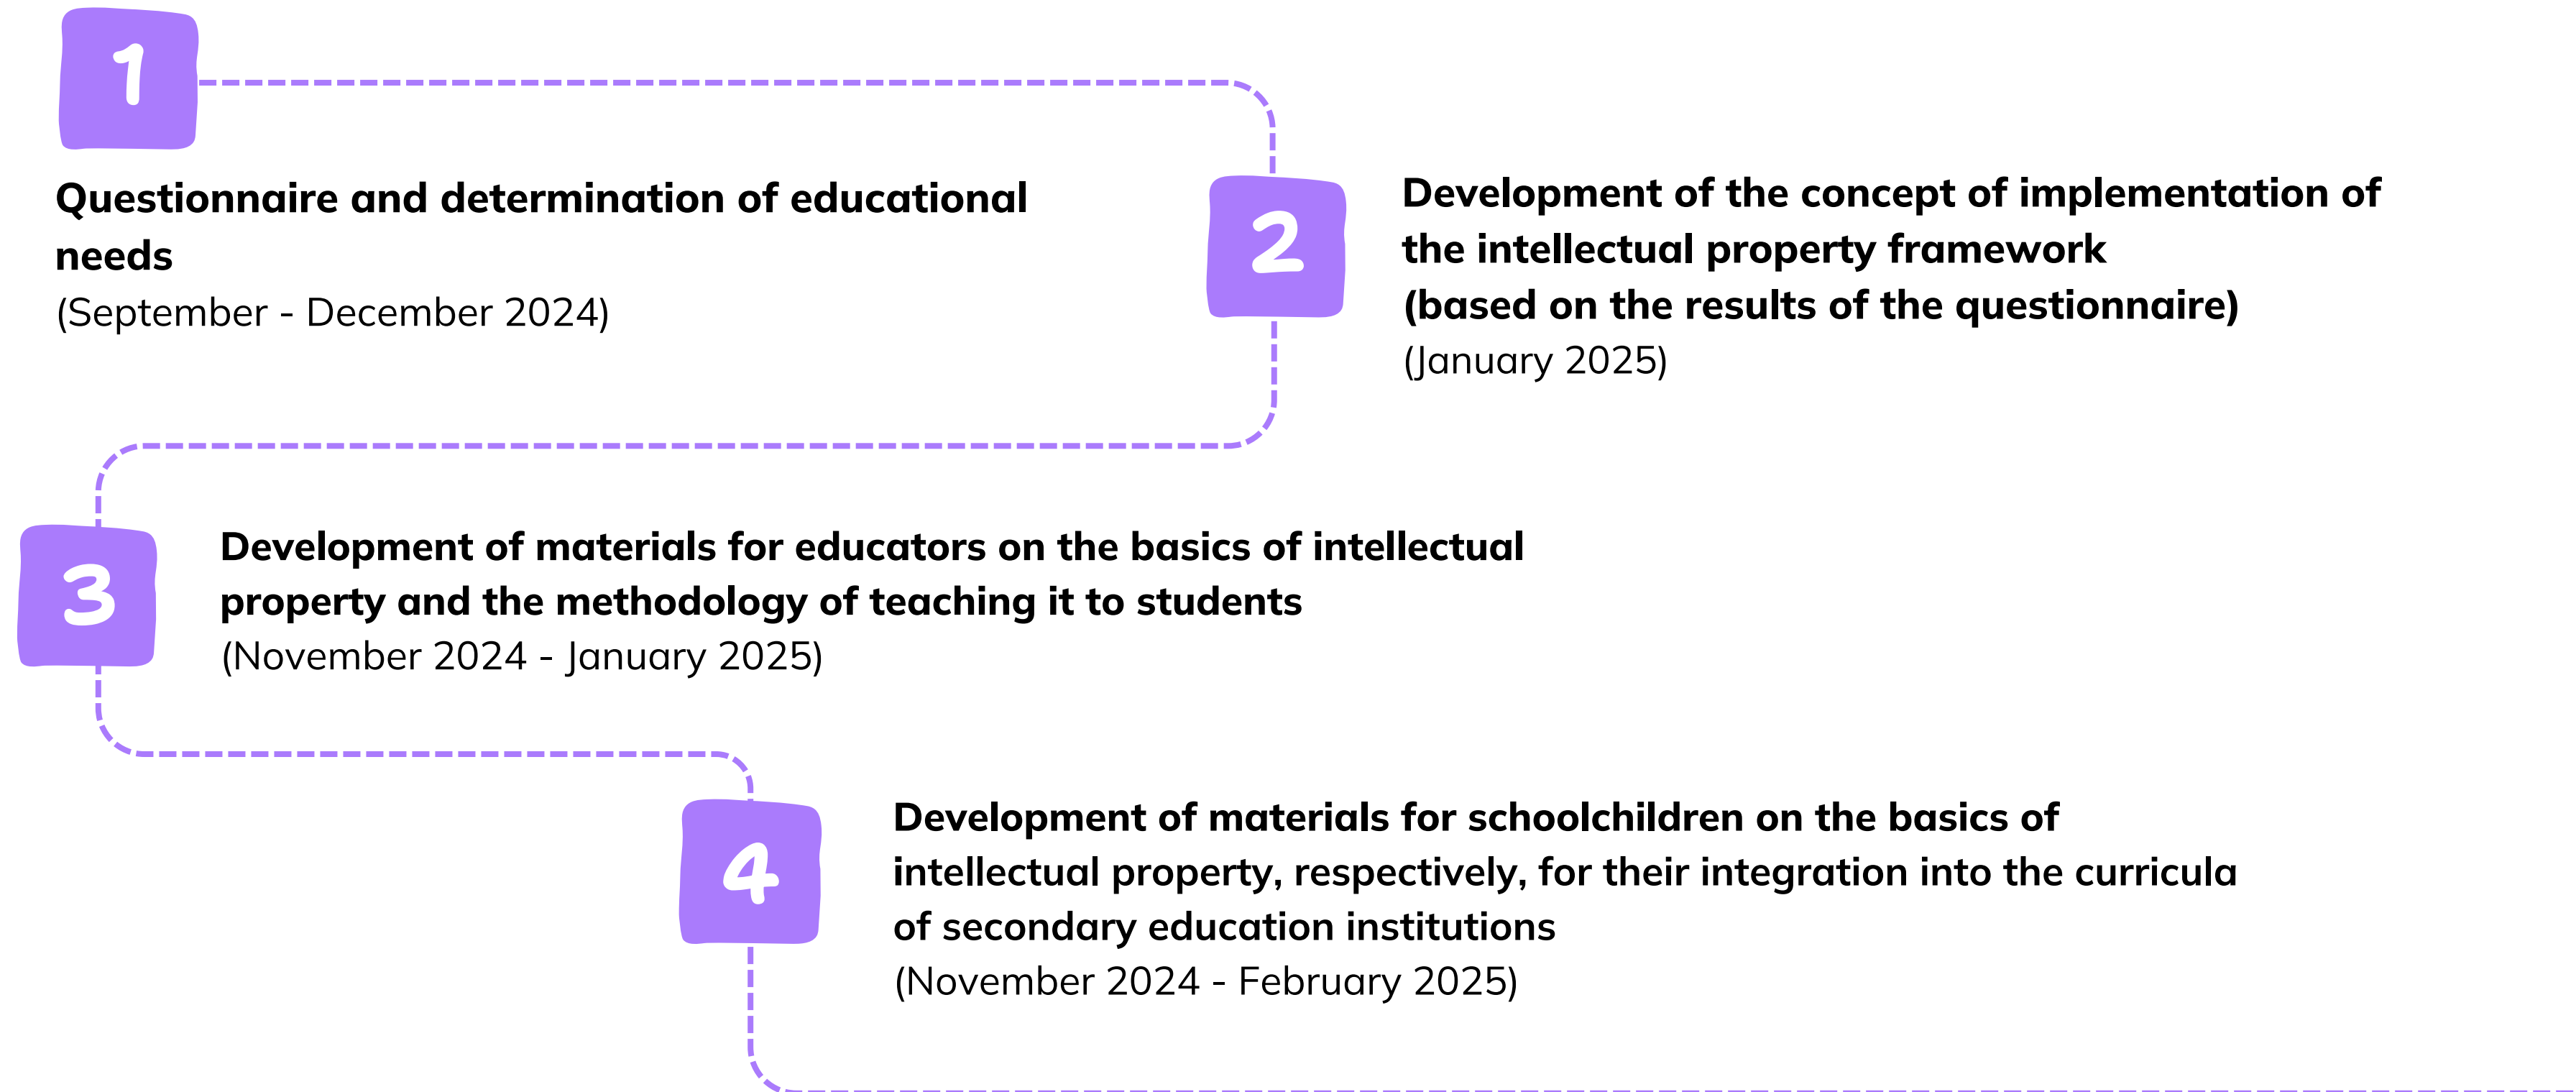 1
Questionnaire and determination of educational
needs
(September - December 2024)
2
Development of the concept of implementation of
the intellectual property framework
(based on the results of the questionnaire)
(January 2025)
3
Development of materials for educators on the basics of intellectual
property and the methodology of teaching it to students
(November 2024 - January 2025)
4
Development of materials for schoolchildren on the basics of
intellectual property, respectively, for their integration into the curricula
of secondary education institutions
(November 2024 - February 2025)